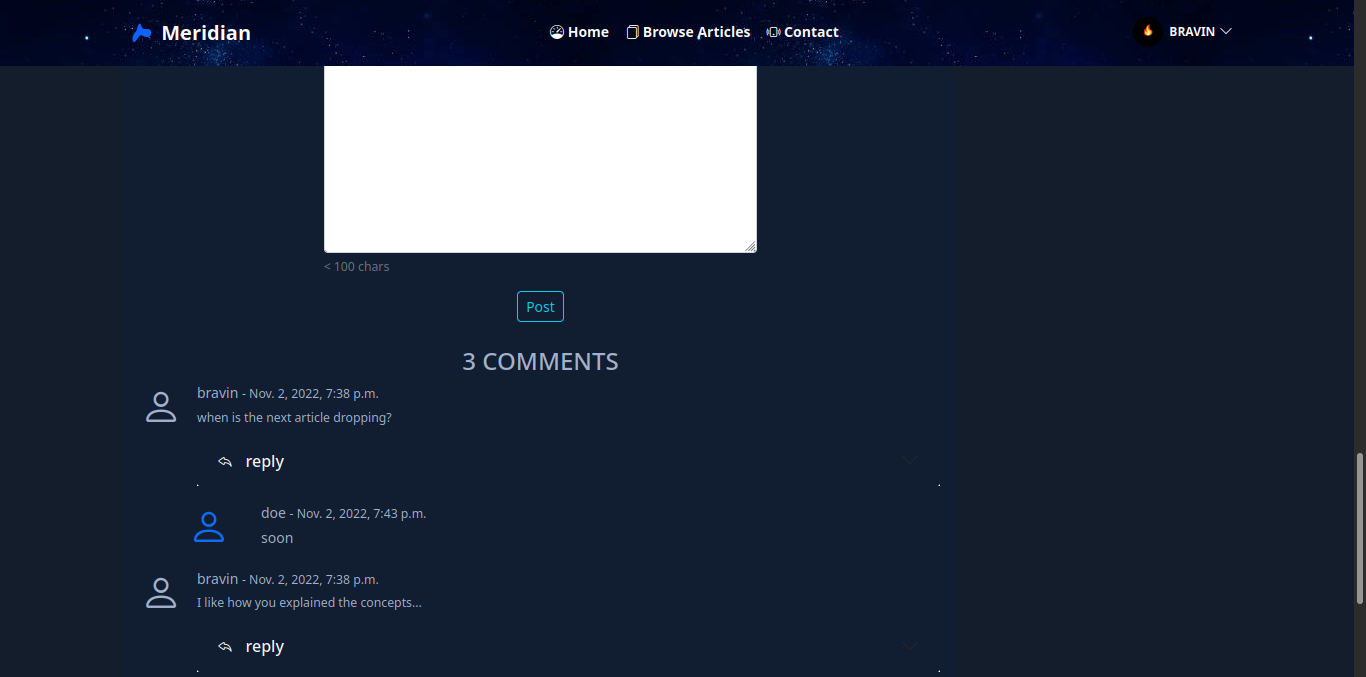 Meridian
Home Browse Articles Contact
BRAVIN
< 100 chars
Post
3 COMMENTS
bravin - Nov. 2, 2022, 7:38 p.m.
when is the next article dropping?
reply
doe - Nov. 2, 2022, 7:43 p.m.
soon
bravin - Nov. 2, 2022, 7:38 p.m.
I like how you explained the concepts...
reply